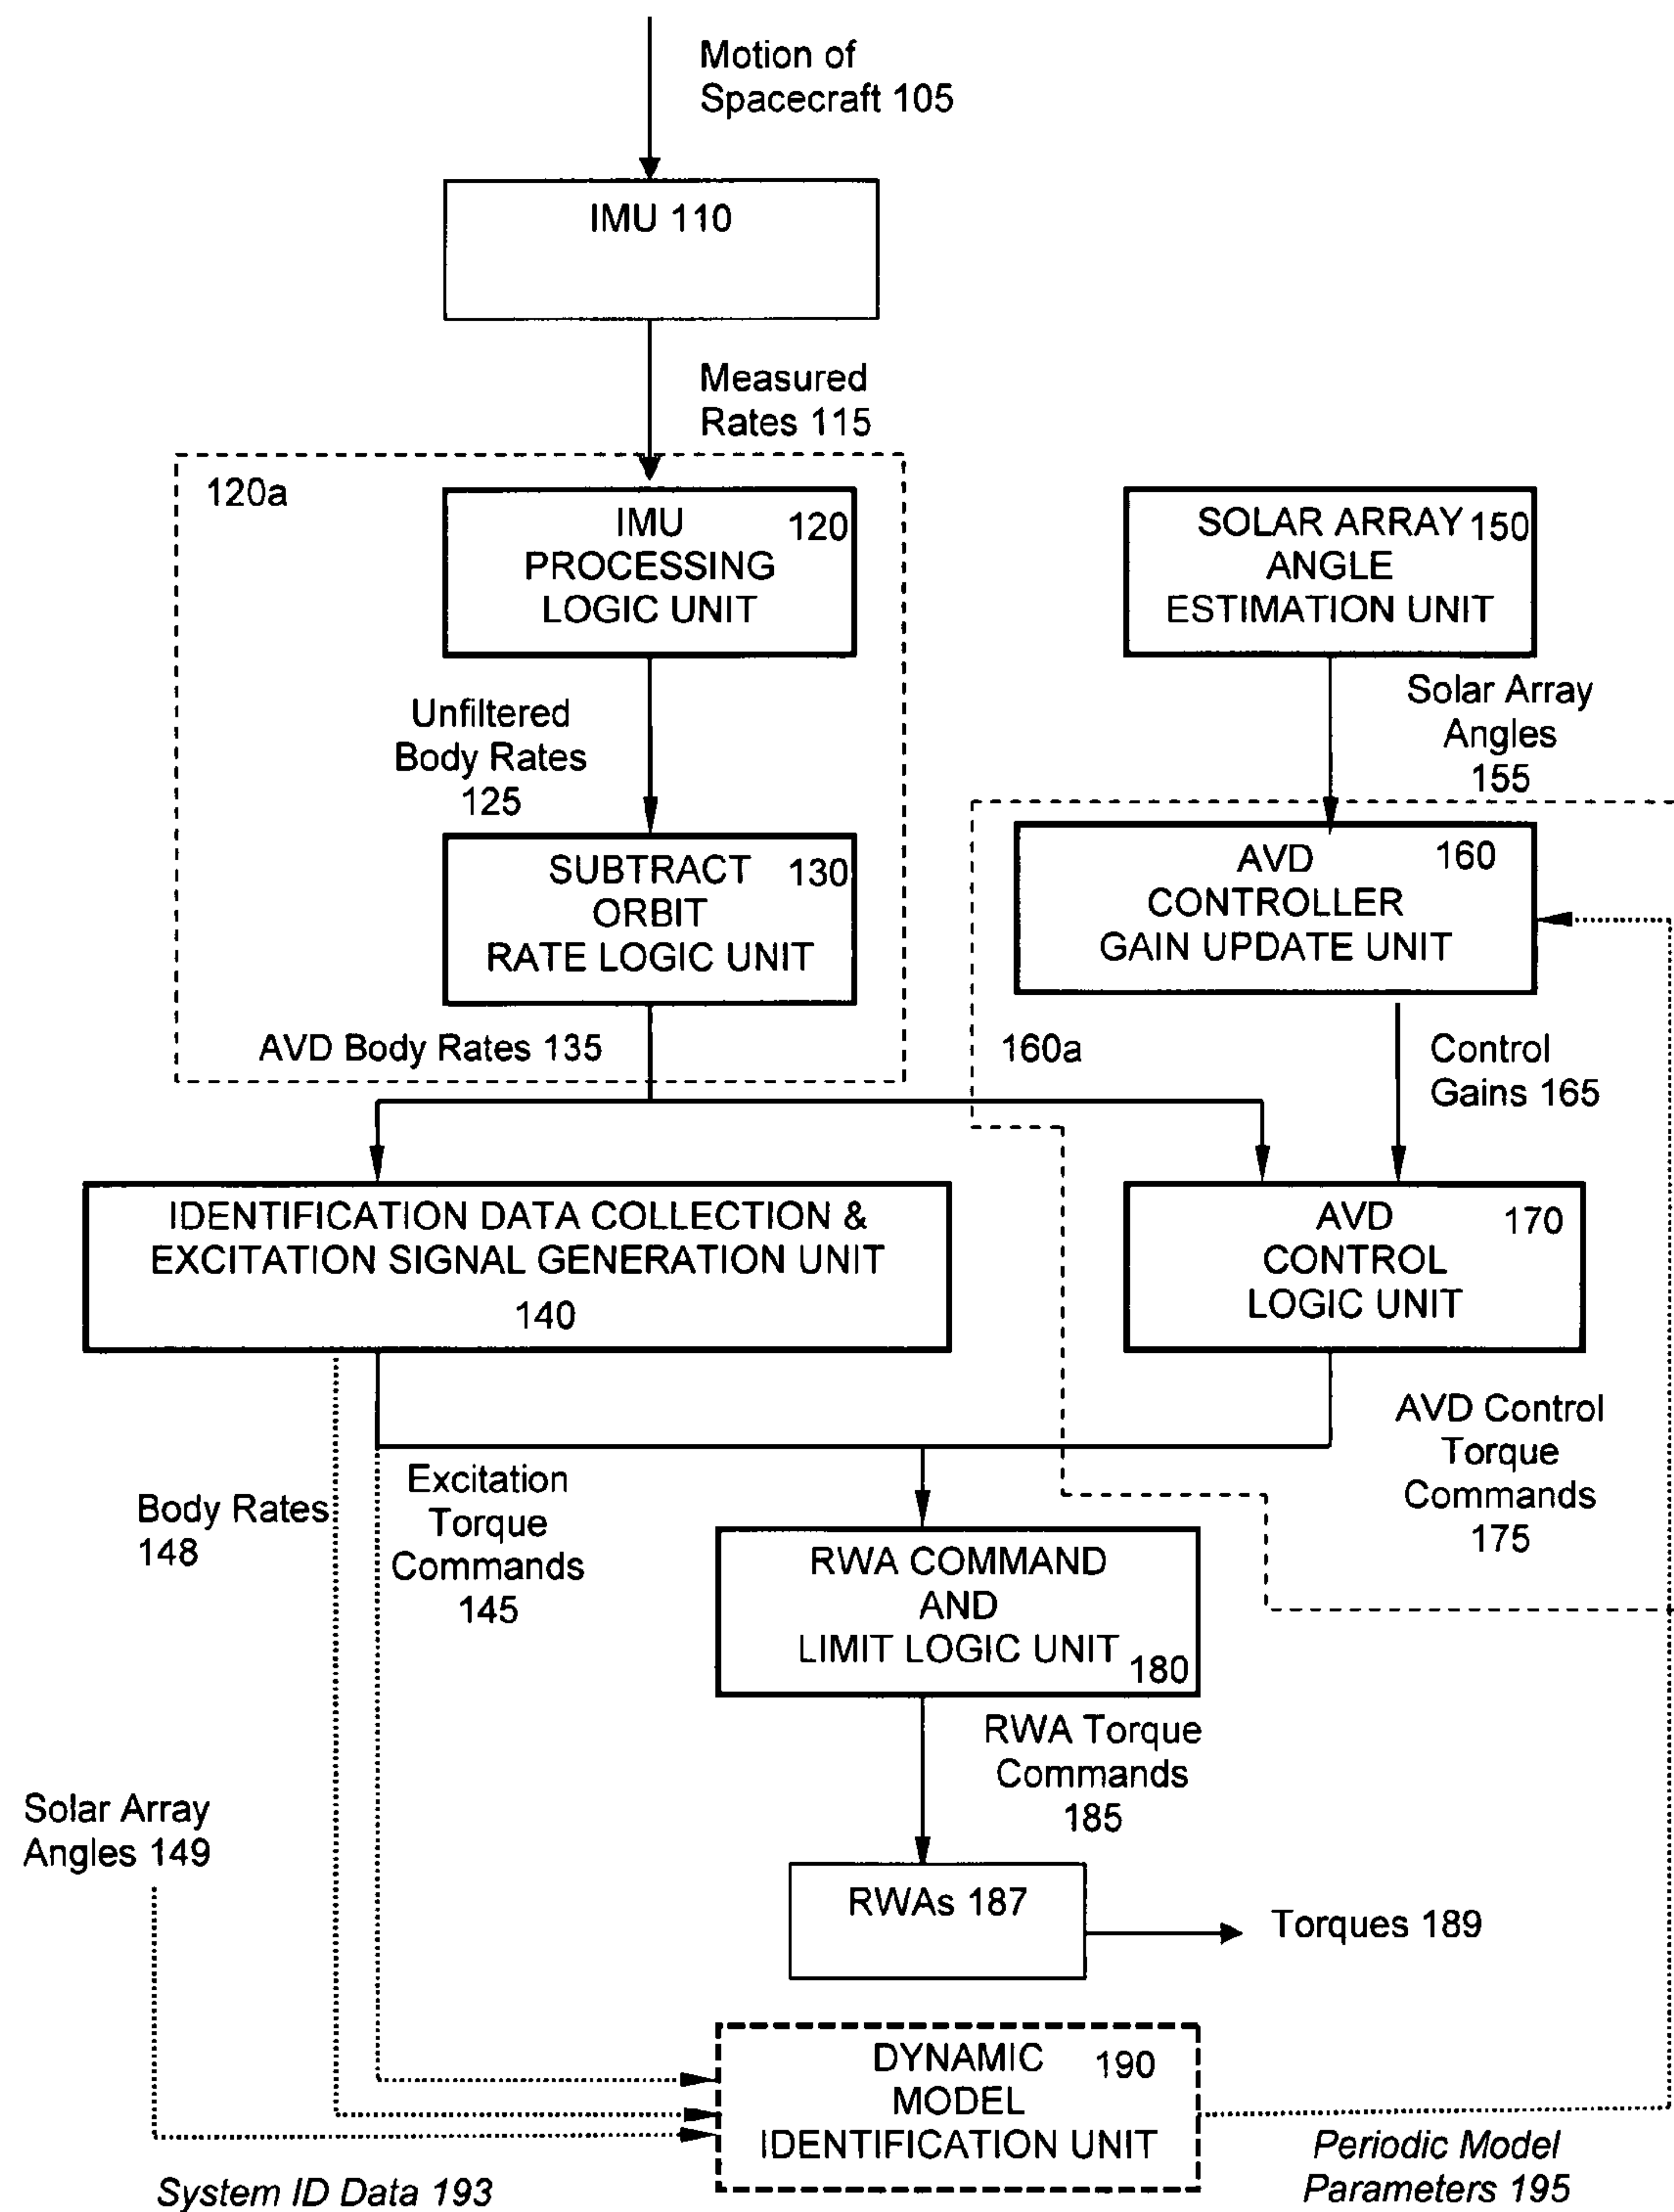 Motion of
Spacecraft 105
IMU 110
Measured
Rates 115
120a
IMU 120
PROCESSING
LOGIC UNIT
SOLAR ARRAY 150
ANGLE
ESTIMATION UNIT
Unfiltered
Body Rates
125
Solar Array
Angles
155
SUBTRACT 130
ORBIT
RATE LOGIC UNIT
AVD 160
CONTROLLER
GAIN UPDATE UNIT
AVD Body Rates 135
160a
Control
Gains 165
IDENTIFICATION DATA COLLECTION &
EXCITATION SIGNAL GENERATION UNIT
140
AVD 170
CONTROL
LOGIC UNIT
AVD Control
Torque
Commands
175
Body Rates
148
Excitation
Torque
Commands
145
RWA COMMAND
AND
LIMIT LOGIC UNIT 180
RWA Torque
Commands
185
Solar Array
Angles 149
RWAs 187
Torques 189
DYNAMIC 190
MODEL
IDENTIFICATION UNIT
System ID Data 193
Periodic Model
Parameters 195